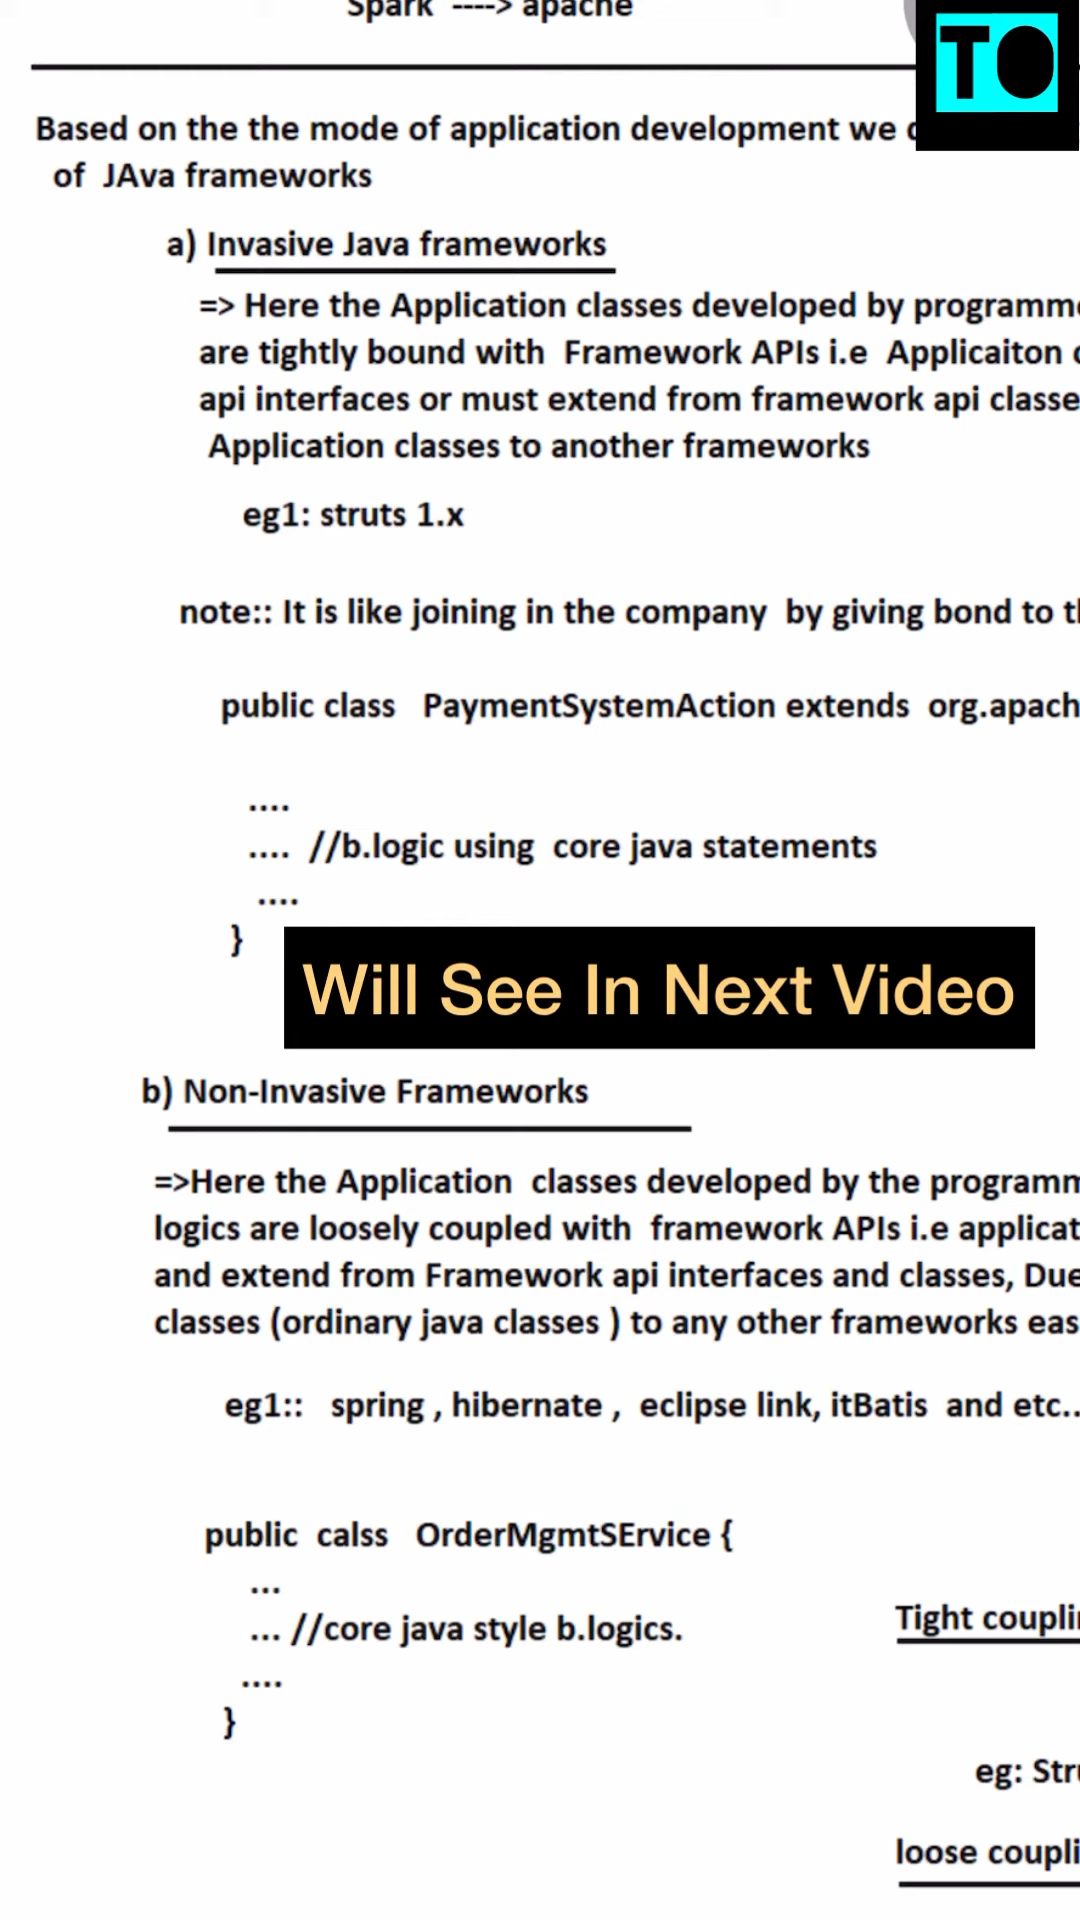 Spark ----> apache
TO
Based on the the mode of application development we
of JAva frameworks
a) Invasive Java frameworks
=> Here the Application classes developed by
are tightly bound with Framework APIs i.e Applicaiton
api interfaces or must extend from framework api
Application classes to another frameworks
eg1: struts 1.x
note:: It is like joining in the company by giving bond to
public class PaymentSystemAction extends
....
.... //b.logic using core java statements
....
}
Will See In Next Video
b) Non-Invasive Frameworks
=>Here the Application classes developed by the
logics are loosely coupled with framework APIs i.e
and extend from Framework api interfaces and classes, Due
classes (ordinary java classes ) to any other frameworks
eg1:: spring , hibernate , eclipse link, itBatis and etc..
public calss OrderMgmtSErvice {
...
... //core java style b.logics.
....
}
Tight
eg:
loose